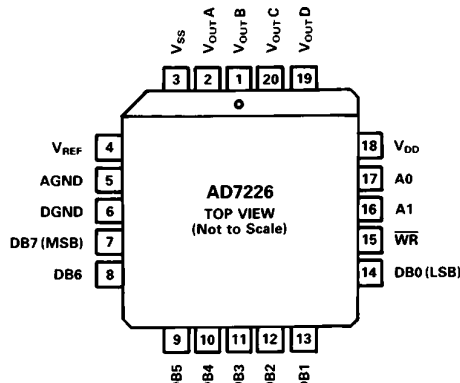 VSS VOUT A VOUT B VOUT C VOUT D
3 2 1 20 19
VREF 4
AGND 5
DGND 6
DB7 (MSB) 7
DB6 8
AD7226
TOP VIEW
(Not to Scale)
18 VDD
17 A0
16 A1
15 WR
14 DB0 (LSB)
9 10 11 12 13
DB5 DB4 DB3 DB2 DB1